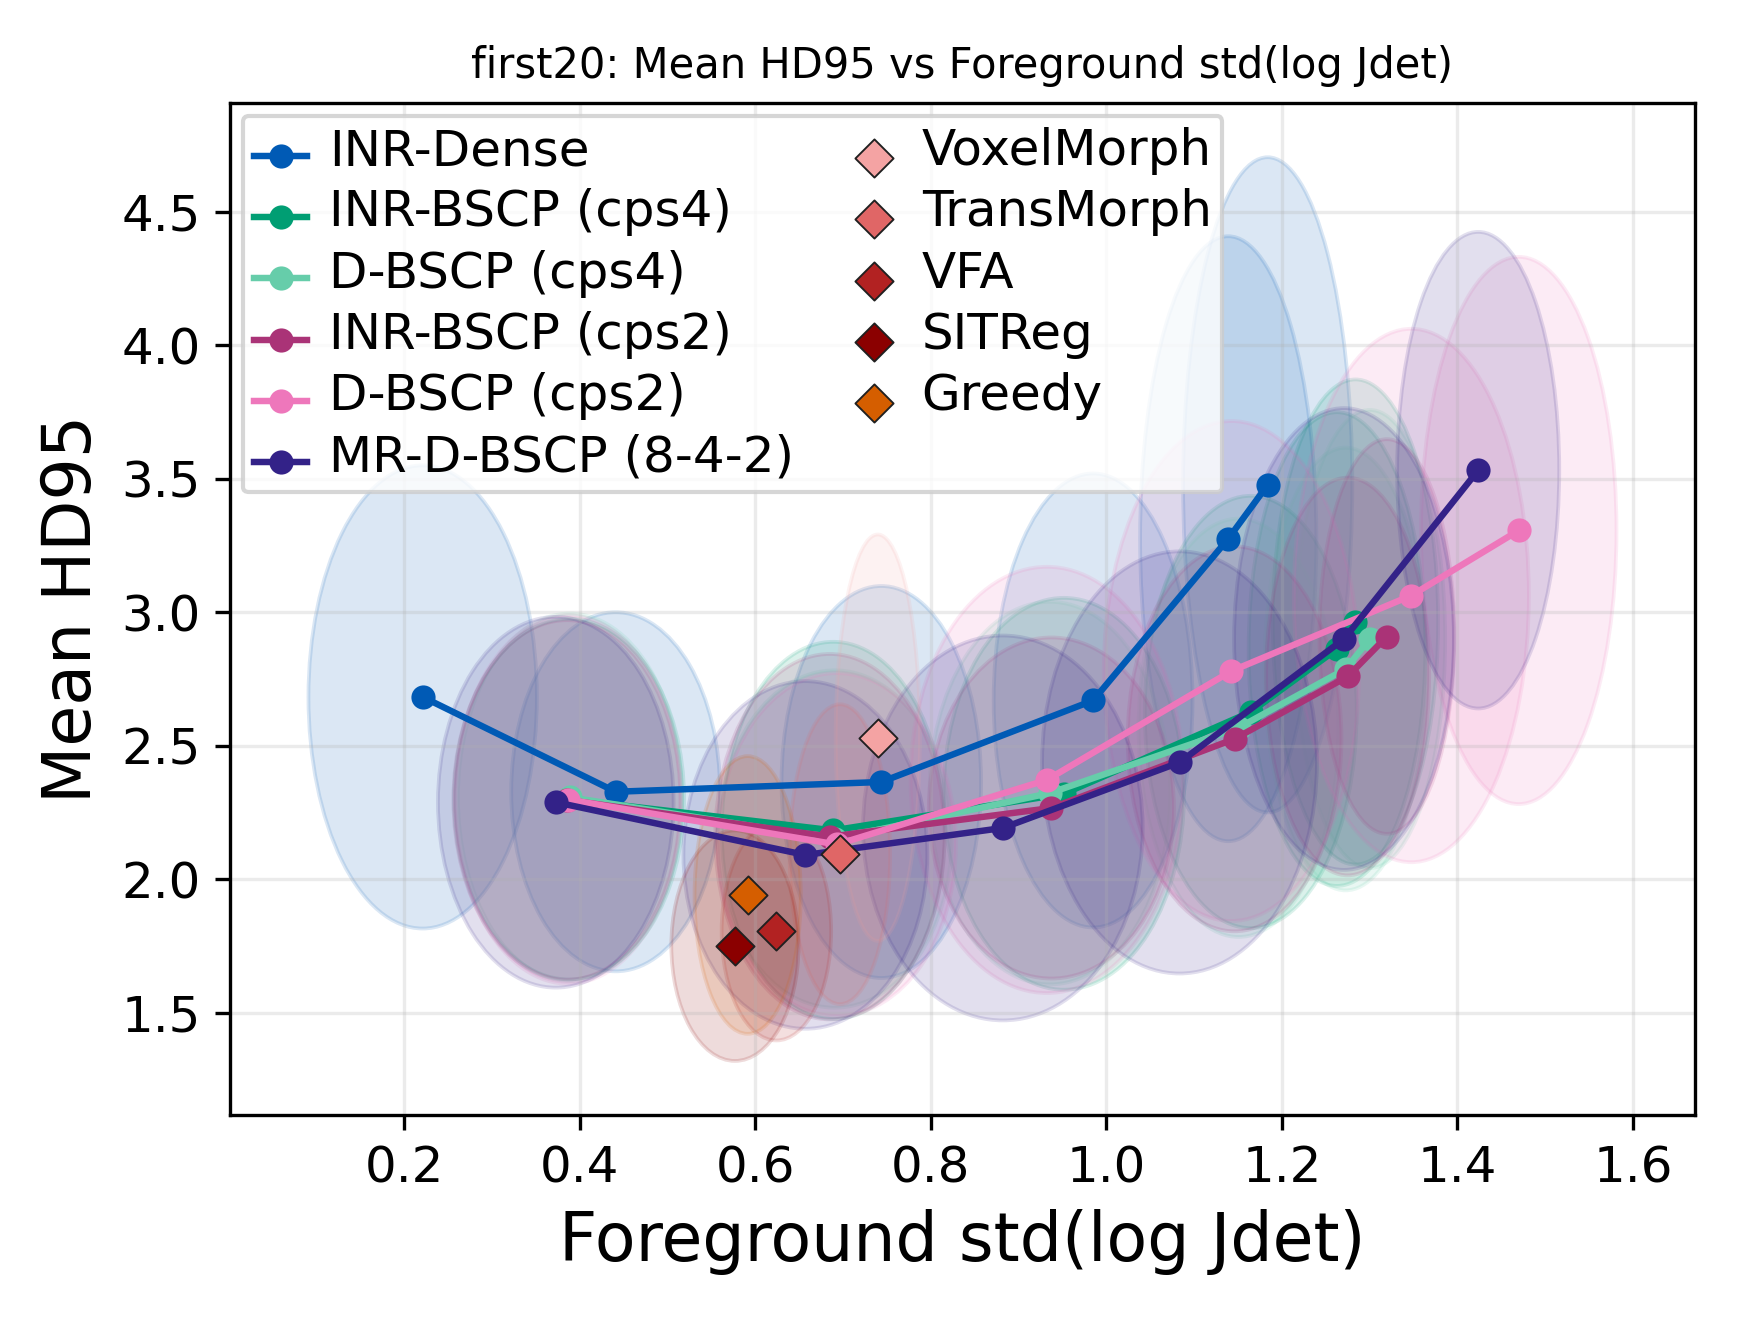 first20: Mean HD95 vs Foreground std(log Jdet)
INR-Dense
INR-BSCP (cps4)
D-BSCP (cps4)
INR-BSCP (cps2)
D-BSCP (cps2)
MR-D-BSCP (8-4-2)
VoxelMorph
TransMorph
VFA
SITReg
Greedy
Mean HD95
4.5
4.0
3.5
3.0
2.5
2.0
1.5
0.2 0.4 0.6 0.8 1.0 1.2 1.4 1.6
Foreground std(log Jdet)